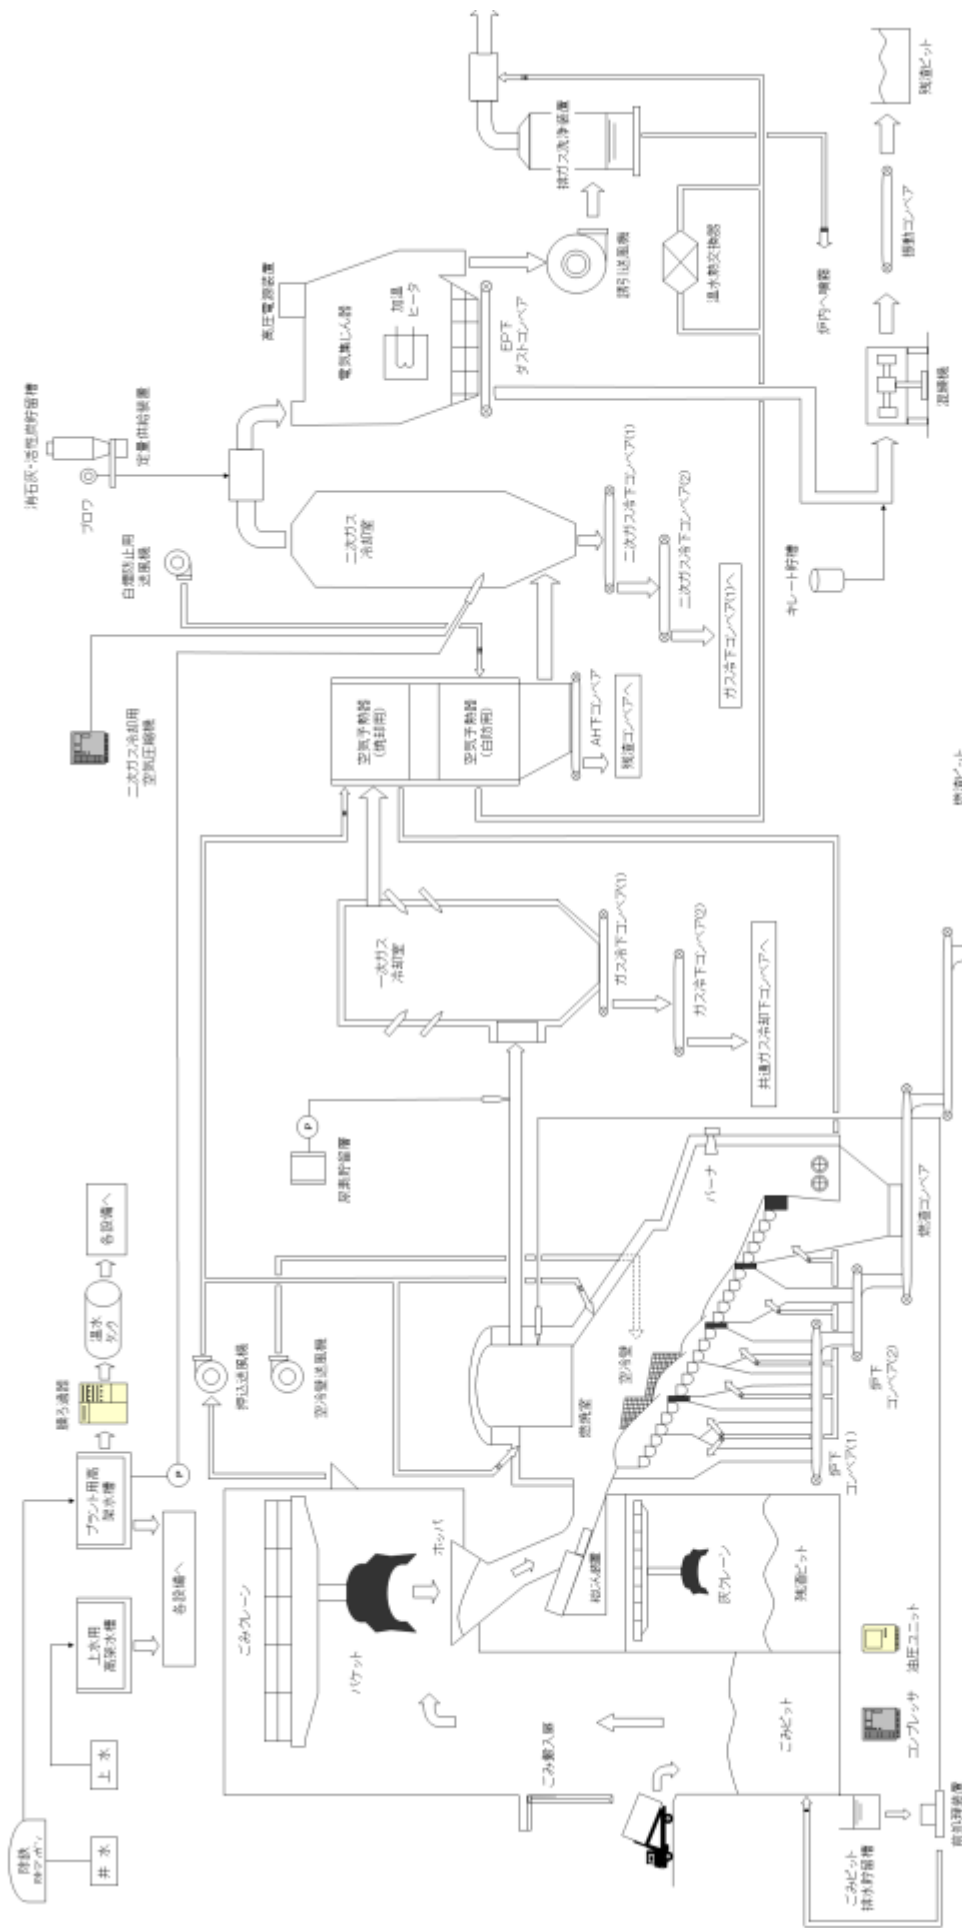 井 水
除鉄
上 水
上水用
高架水槽
プラント用高
架水槽
各設備へ
膜ろ過器
温水
タンク
各設備へ
ごみクレーン
バケット
ホッパ
ごみ搬入扉
ごみピット
ごみピット
排水貯留槽
前処理装置
コンプレッサ
油圧ユニット
灰クレーン
残渣ピット
給じん装置
押込送風機
空冷壁送風機
燃焼室
空冷壁
炉下
コンベア(1)
炉下
コンベア(2)
燃渣コンベア
バーナ
P
P
尿素貯留層
一次ガス
冷却室
ガス冷下コンベア(1)
ガス冷下コンベア(2)
共通ガス冷却下コンベアへ
空気予熱器
(焼却用)
空気予熱器
(白防用)
AH下コンベア
残渣コンベアへ
二次ガス冷却用
空気圧縮機
白煙防止用
送風機
二次ガス
冷却室
二次ガス冷下コンベア(1)
二次ガス冷下コンベア(2)
ガス冷下コンベア(1)へ
消石灰・活性炭貯留槽
ブロワ
定量供給装置
高圧電源装置
電気集じん器
加温
ヒータ
EP下
ダストコンベア
誘引送風機
排ガス洗浄装置
温水熱交換器
炉内へ噴霧
キレート貯槽
混練機
振動コンベア
残渣ピット